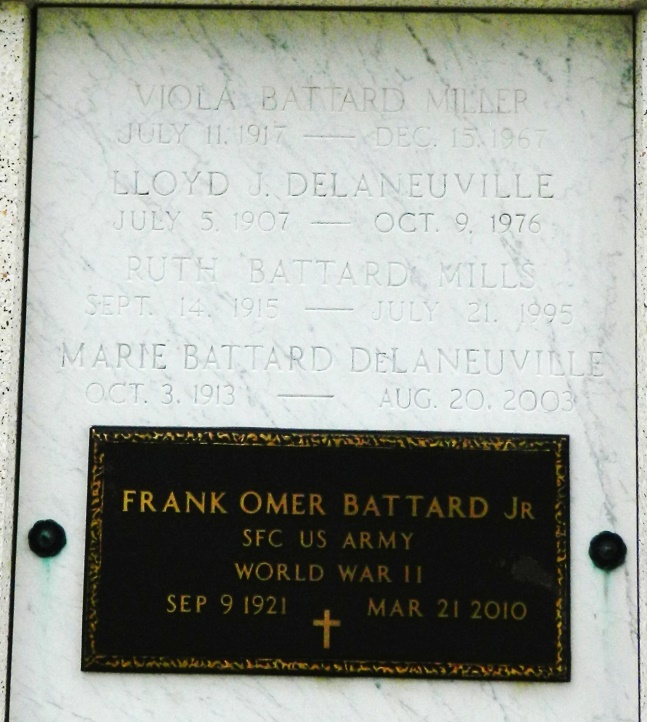 VIOLA BATTARD MILLER
JULY 11. 1917 — DEC. 15. 1967
LLOYD J. DELANEUVILLE
JULY 5. 1907 — OCT. 9. 1976
RUTH BATTARD MILLS
SEPT. 14. 1915 — JULY 21. 1995
MARIE BATTARD DELANEUVILLE
OCT. 3. 1913 — AUG. 20. 2003
FRANK OMER BATTARD JR
SFC US ARMY
WORLD WAR II
SEP 9 1921 MAR 21 2010